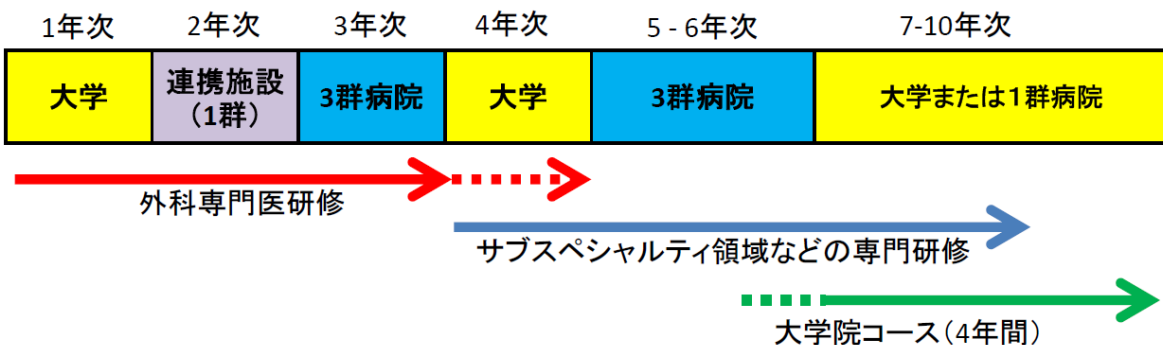 1年次 2年次 3年次 4年次 5 - 6年次 7-10年次
大学 連携施設 3群病院 大学 3群病院 大学または１群病院
（1群）
外科専門医研修
サブスペシャルティ領域などの専門研修
大学院コース（4年間）